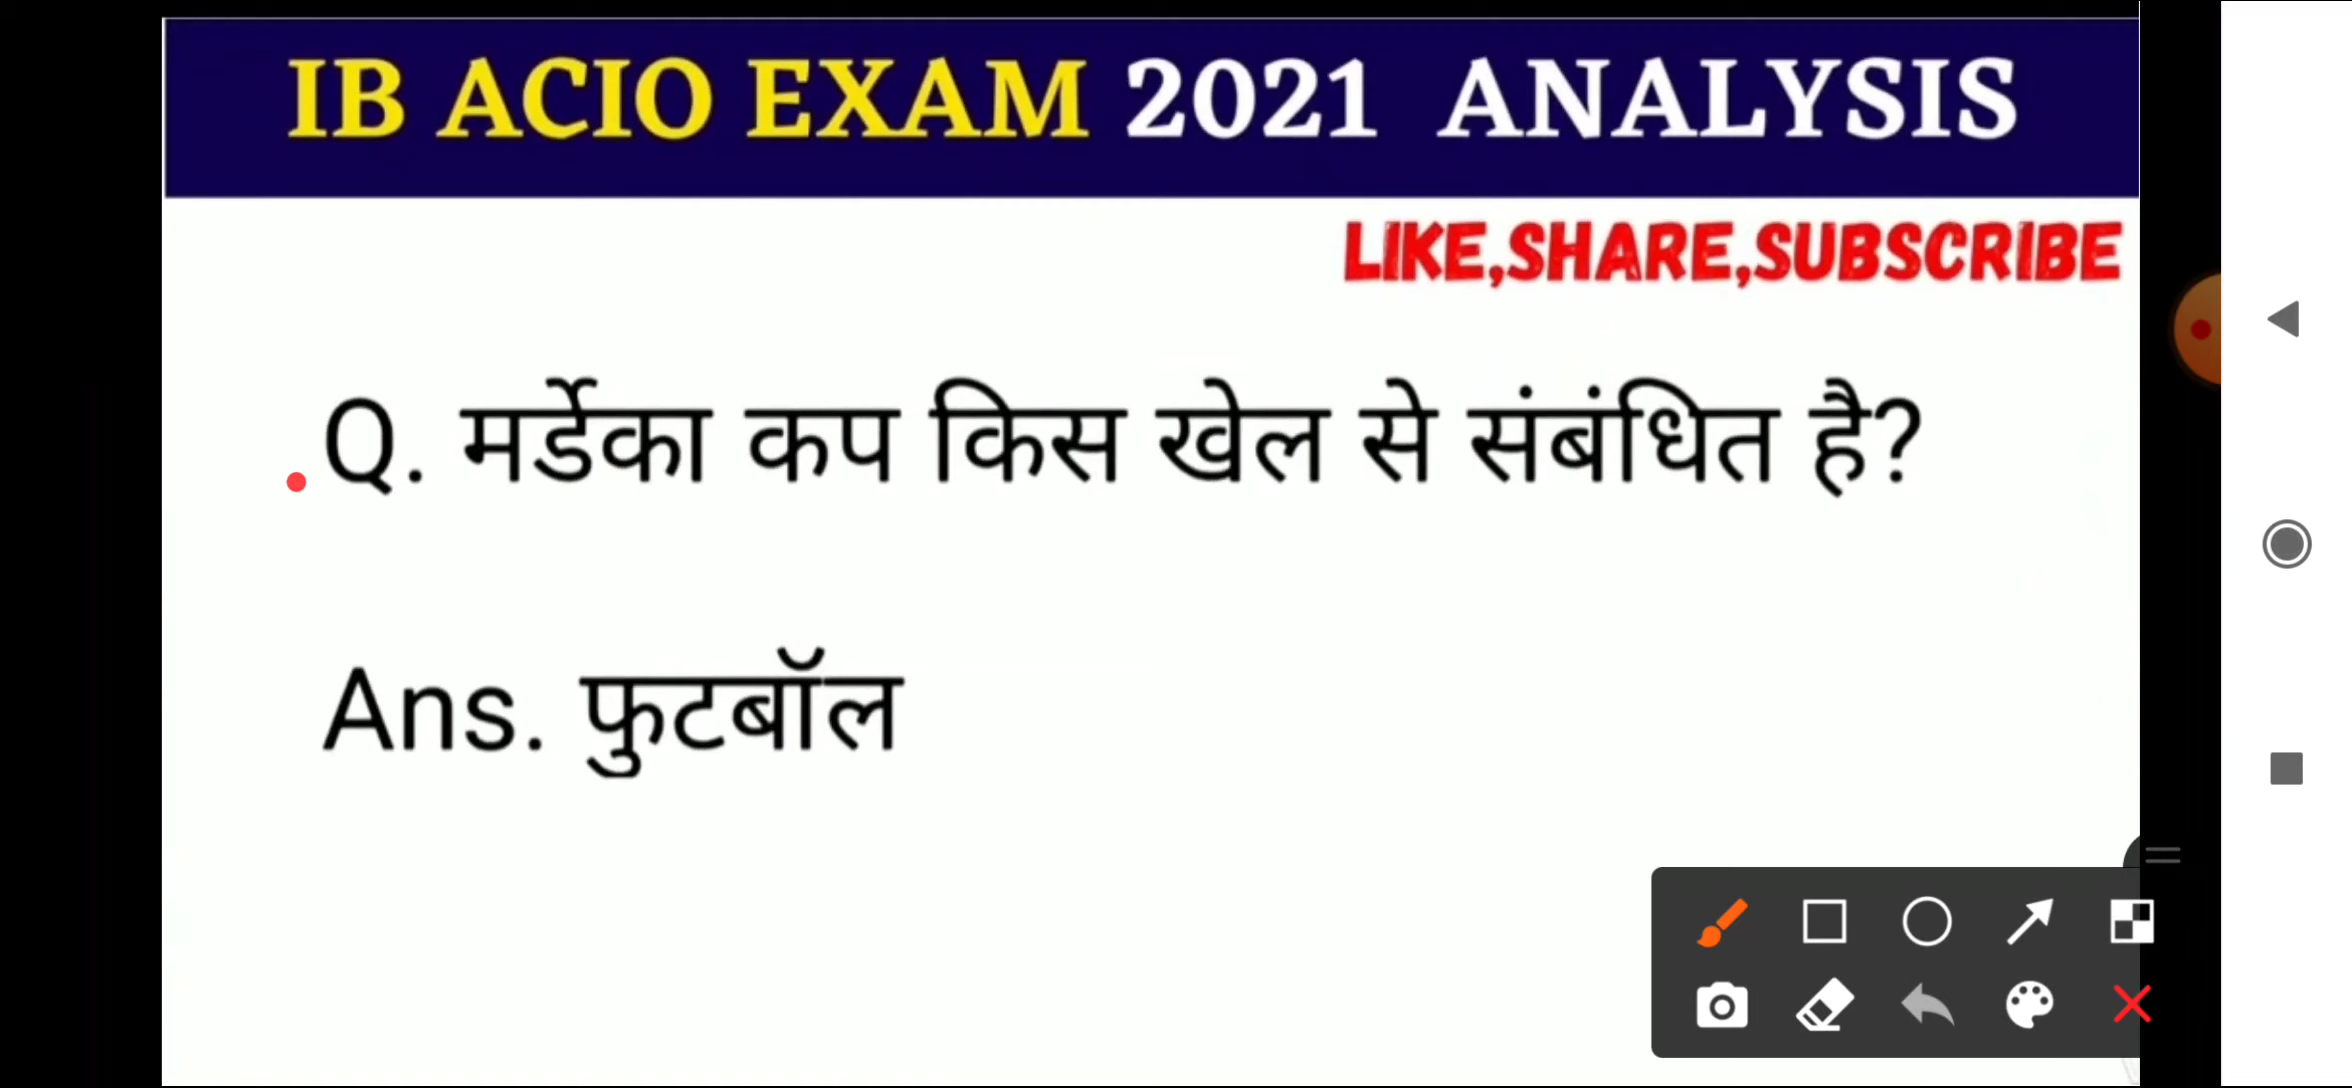 IB ACIO EXAM 2021 ANALYSIS
LIKE,SHARE,SUBSCRIBE
Q. मर्डेका कप किस खेल से संबंधित है?
Ans. फुटबॉल